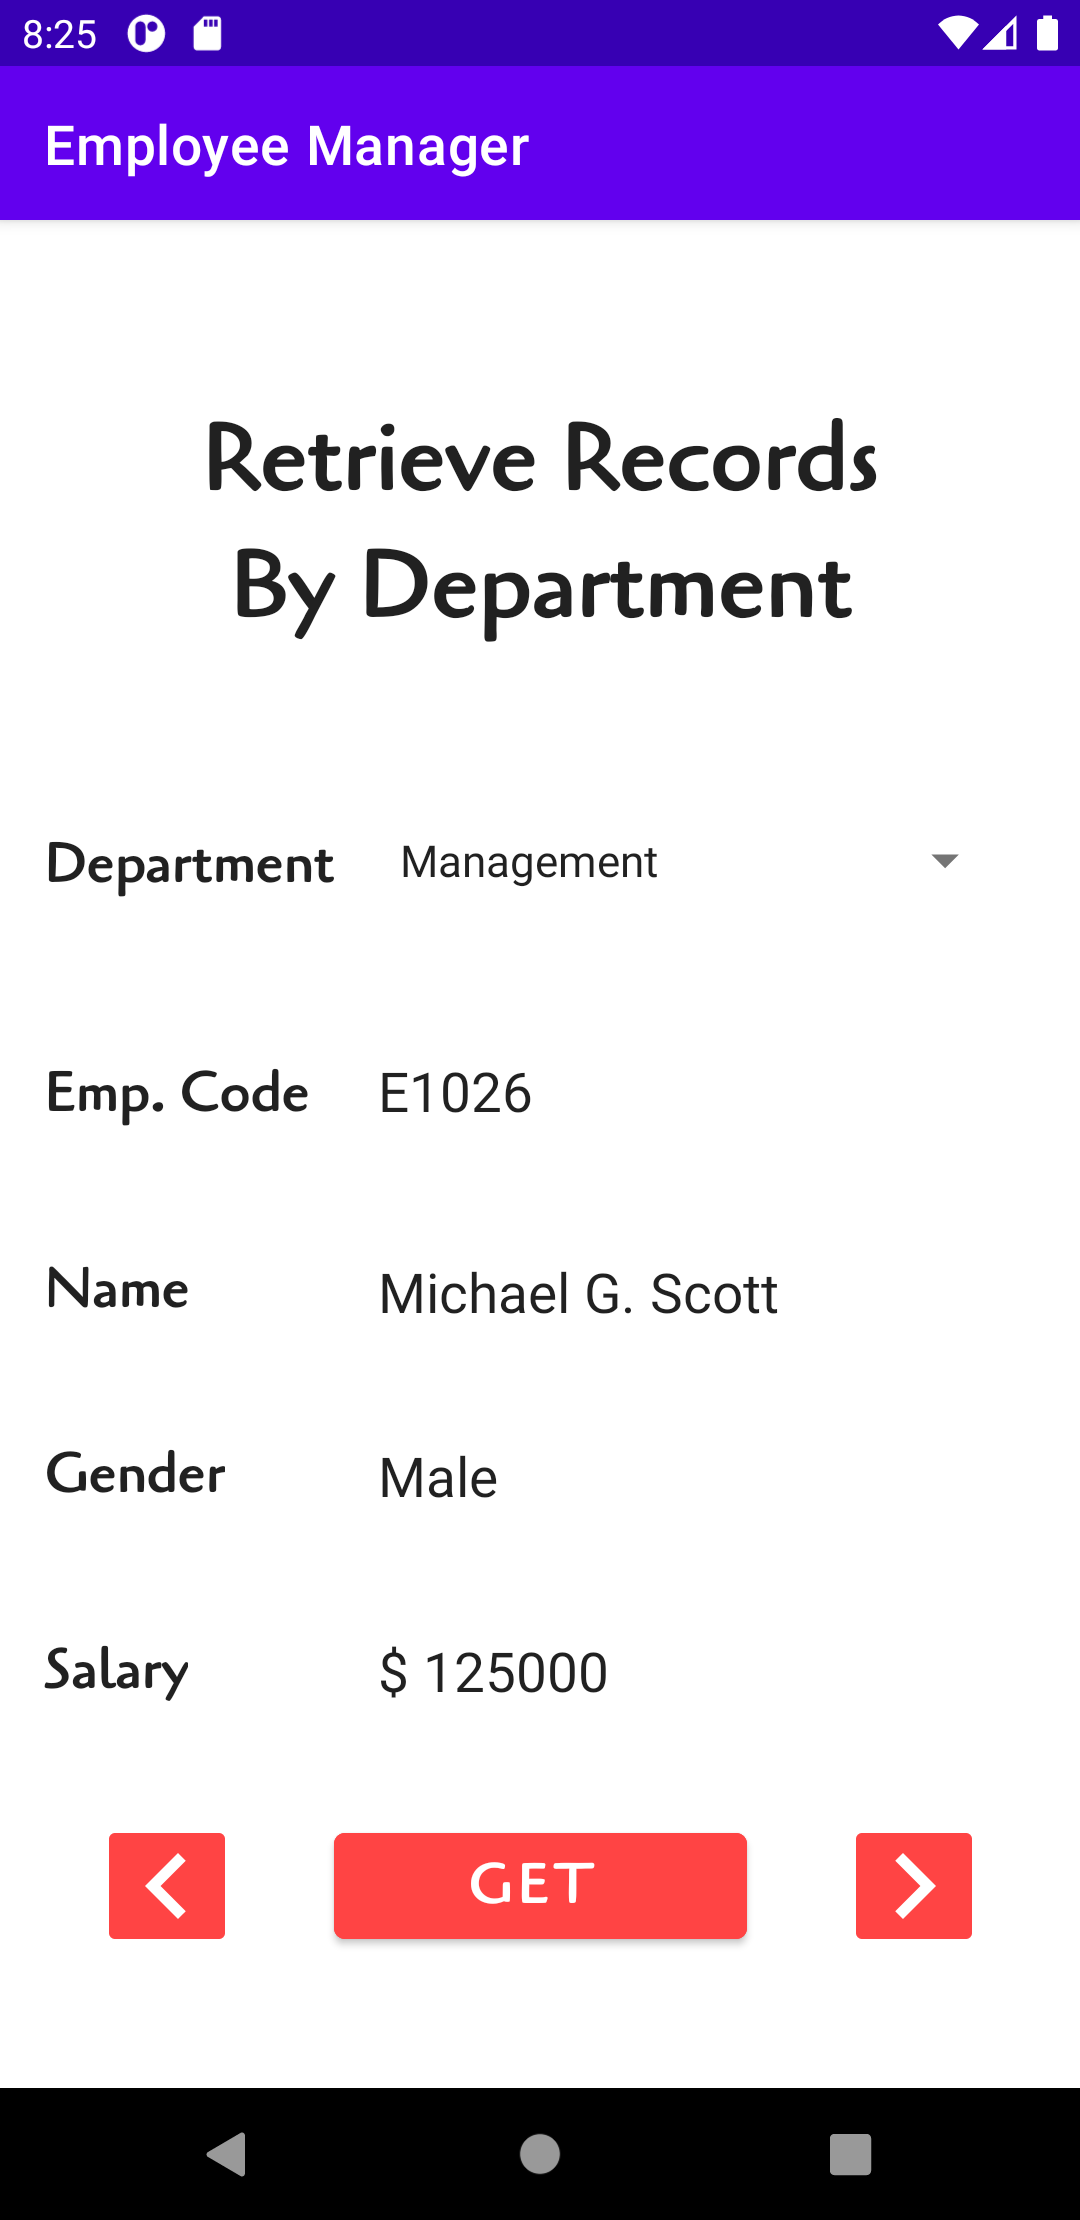 8:25
Employee Manager
Retrieve Records
By Department
Department Management
Emp. Code E1026
Name Michael G. Scott
Gender Male
Salary $ 125000
GET